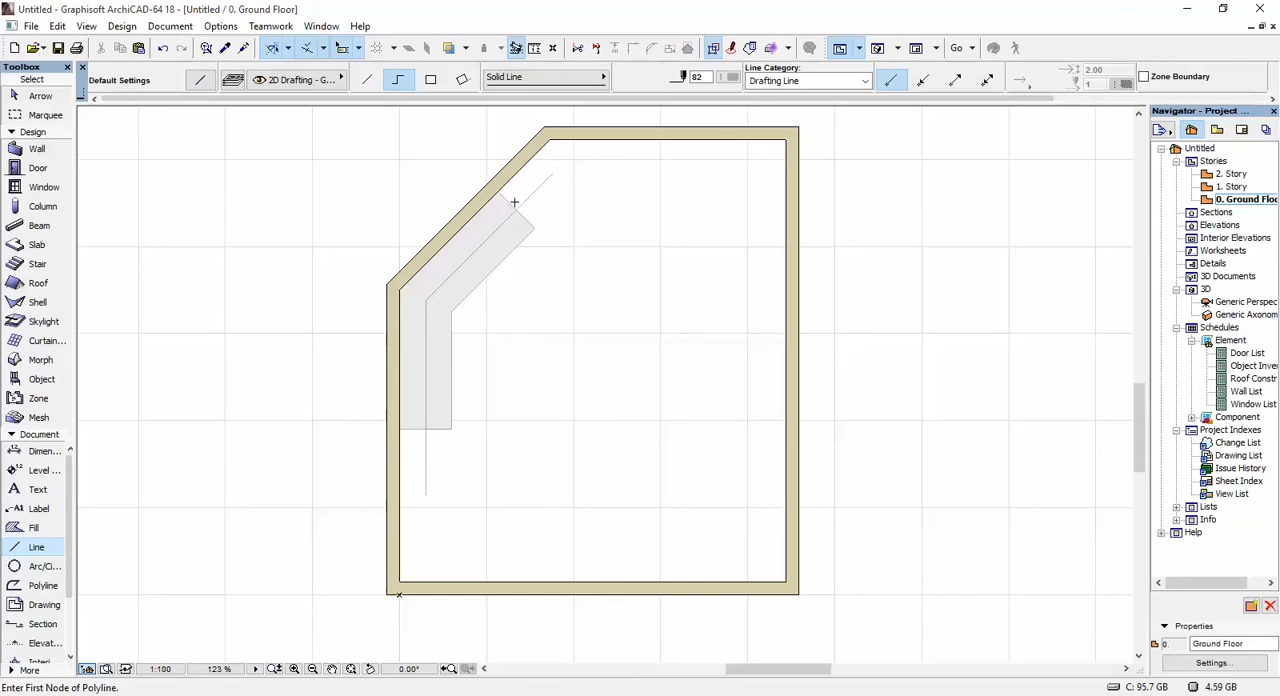 Untitled - Graphisoft ArchiCAD-64 18 - [Untitled / 0. Ground Floor]
File Edit View Design Document Options Teamwork Window Help
Go
Toolbox
Select
Arrow
Marquee
Design
Wall
Door
Window
Column
Beam
Slab
Stair
Roof
Shell
Skylight
Curtain...
Morph
Object
Zone
Mesh
Document
Dimen...
Level ...
Text
Label
Fill
Line
Arc/Ci...
Polyline
Drawing
Section
Elevat...
Interi...
More
Default Settings
2D Drafting - G...
Solid Line
82
Line Category:
Drafting Line
2.00
1
Zone Boundary
Navigator - Project ...
Untitled
Stories
2. Story
1. Story
0. Ground Floo
Sections
Elevations
Interior Elevations
Worksheets
Details
3D Documents
3D
Generic Perspe
Generic Axonom
Schedules
Element
Door List
Object Inve
Roof Constr
Wall List
Window List
Component
Project Indexes
Change List
Drawing List
Issue History
Sheet Index
View List
Lists
Info
Help
Properties
0.
Ground Floor
Settings...
1:100
123 %
0.00°
Enter First Node of Polyline.
C: 95.7 GB
4.59 GB